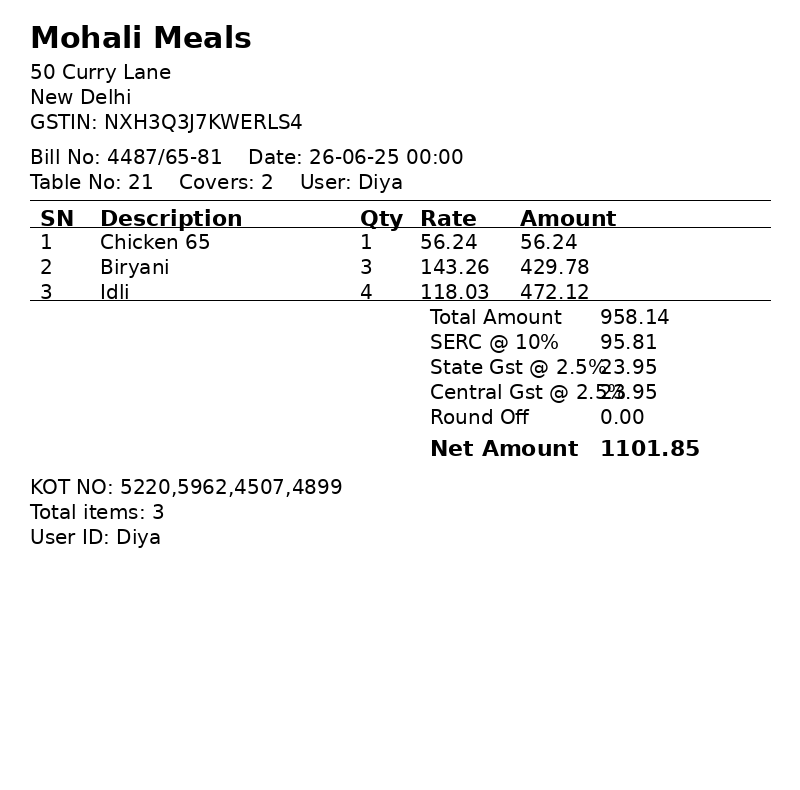 Mohali Meals
50 Curry Lane
New Delhi
GSTIN: NXH3Q3J7KWERLS4
Bill No: 4487/65-81 Date: 26-06-25 00:00
Table No: 21 Covers: 2 User: Diya
SN Description Qty Rate Amount
1 Chicken 65 1 56.24 56.24
2 Biryani 3 143.26 429.78
3 Idli 4 118.03 472.12
Total Amount 958.14
SERC @ 10% 95.81
State Gst @ 2.5% 23.95
Central Gst @ 2.5% 23.95
Round Off 0.00
Net Amount 1101.85
KOT NO: 5220,5962,4507,4899
Total items: 3
User ID: Diya